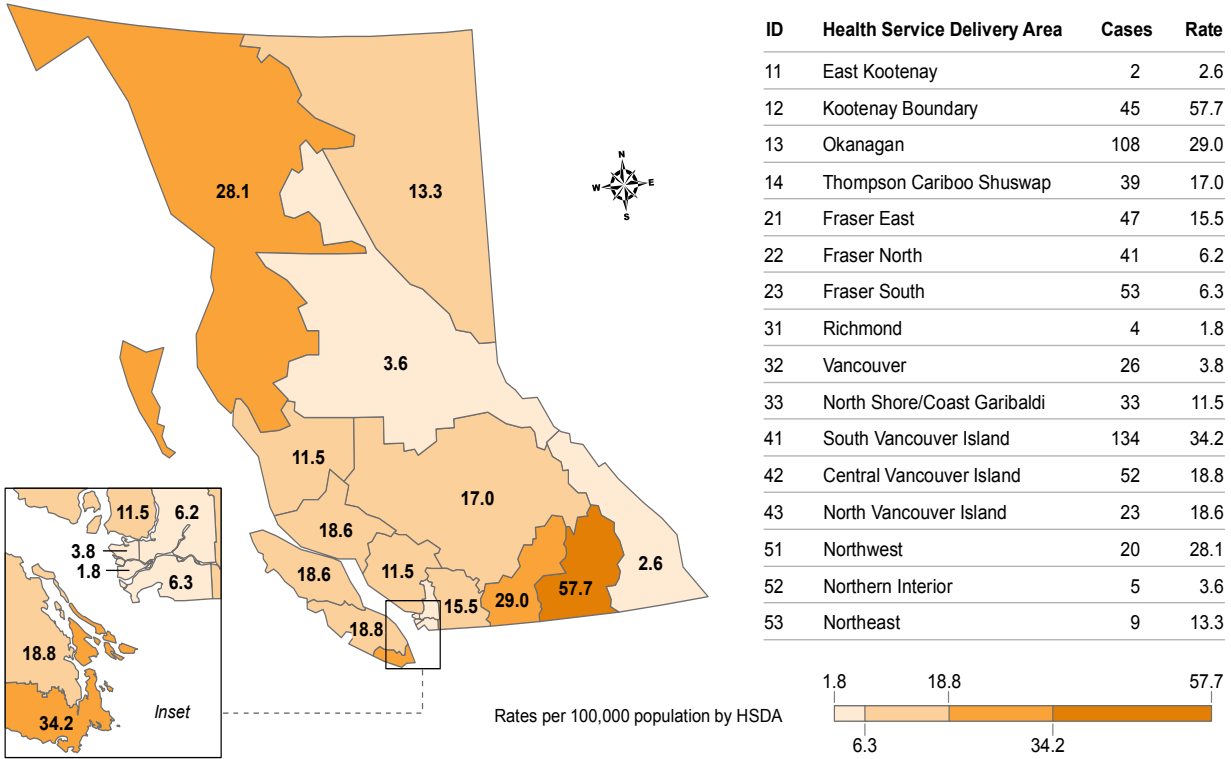 ID Health Service Delivery Area Cases Rate
11 East Kootenay 2 2.6
12 Kootenay Boundary 45 57.7
13 Okanagan 108 29.0
14 Thompson Cariboo Shuswap 39 17.0
21 Fraser East 47 15.5
22 Fraser North 41 6.2
23 Fraser South 53 6.3
31 Richmond 4 1.8
32 Vancouver 26 3.8
33 North Shore/Coast Garibaldi 33 11.5
41 South Vancouver Island 134 34.2
42 Central Vancouver Island 52 18.8
43 North Vancouver Island 23 18.6
51 Northwest 20 28.1
52 Northern Interior 5 3.6
53 Northeast 9 13.3
N
W E
S
28.1
13.3
3.6
11.5
17.0
18.6
18.6
11.5
2.6
15.5
29.0
57.7
18.8
11.5
6.2
3.8
1.8
6.3
18.8
34.2
Inset
Rates per 100,000 population by HSDA
1.8 18.8 57.7
6.3 34.2